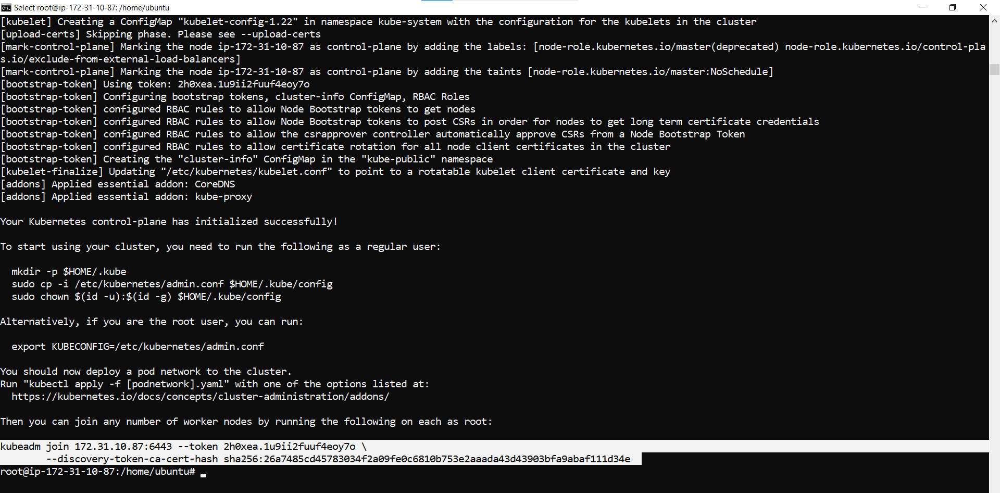 Select root@ip-172-31-10-87: /home/ubuntu
[kubelet] Creating a ConfigMap "kubelet-config-1.22" in namespace kube-system with the configuration for the kubelets in the cluster
[upload-certs] Skipping phase. Please see --upload-certs
[mark-control-plane] Marking the node ip-172-31-10-87 as control-plane by adding the labels: [node-role.kubernetes.io/master(deprecated) node-role.kubernetes.io/control-pla
s.io/exclude-from-external-load-balancers]
[mark-control-plane] Marking the node ip-172-31-10-87 as control-plane by adding the taints [node-role.kubernetes.io/master:NoSchedule]
[bootstrap-token] Using token: 2h0xea.1u9ii2fuuf4eoy7o
[bootstrap-token] Configuring bootstrap tokens, cluster-info ConfigMap, RBAC Roles
[bootstrap-token] configured RBAC rules to allow Node Bootstrap tokens to get nodes
[bootstrap-token] configured RBAC rules to allow Node Bootstrap tokens to post CSRs in order for nodes to get long term certificate credentials
[bootstrap-token] configured RBAC rules to allow the csrapprover controller automatically approve CSRs from a Node Bootstrap Token
[bootstrap-token] configured RBAC rules to allow certificate rotation for all node client certificates in the cluster
[bootstrap-token] Creating the "cluster-info" ConfigMap in the "kube-public" namespace
[kubelet-finalize] Updating "/etc/kubernetes/kubelet.conf" to point to a rotatable kubelet client certificate and key
[addons] Applied essential addon: CoreDNS
[addons] Applied essential addon: kube-proxy
Your Kubernetes control-plane has initialized successfully!
To start using your cluster, you need to run the following as a regular user:
mkdir -p $HOME/.kube
sudo cp -i /etc/kubernetes/admin.conf $HOME/.kube/config
sudo chown $(id -u):$(id -g) $HOME/.kube/config
Alternatively, if you are the root user, you can run:
export KUBECONFIG=/etc/kubernetes/admin.conf
You should now deploy a pod network to the cluster.
Run "kubectl apply -f [podnetwork].yaml" with one of the options listed at:
https://kubernetes.io/docs/concepts/cluster-administration/addons/
Then you can join any number of worker nodes by running the following on each as root:
kubeadm join 172.31.10.87:6443 --token 2h0xea.1u9ii2fuuf4eoy7o \
--discovery-token-ca-cert-hash sha256:26a7485cd45783034f2a09fe0c6810b753e2aaada43d43903bfa9abaf111d34e
root@ip-172-31-10-87:/home/ubuntu#